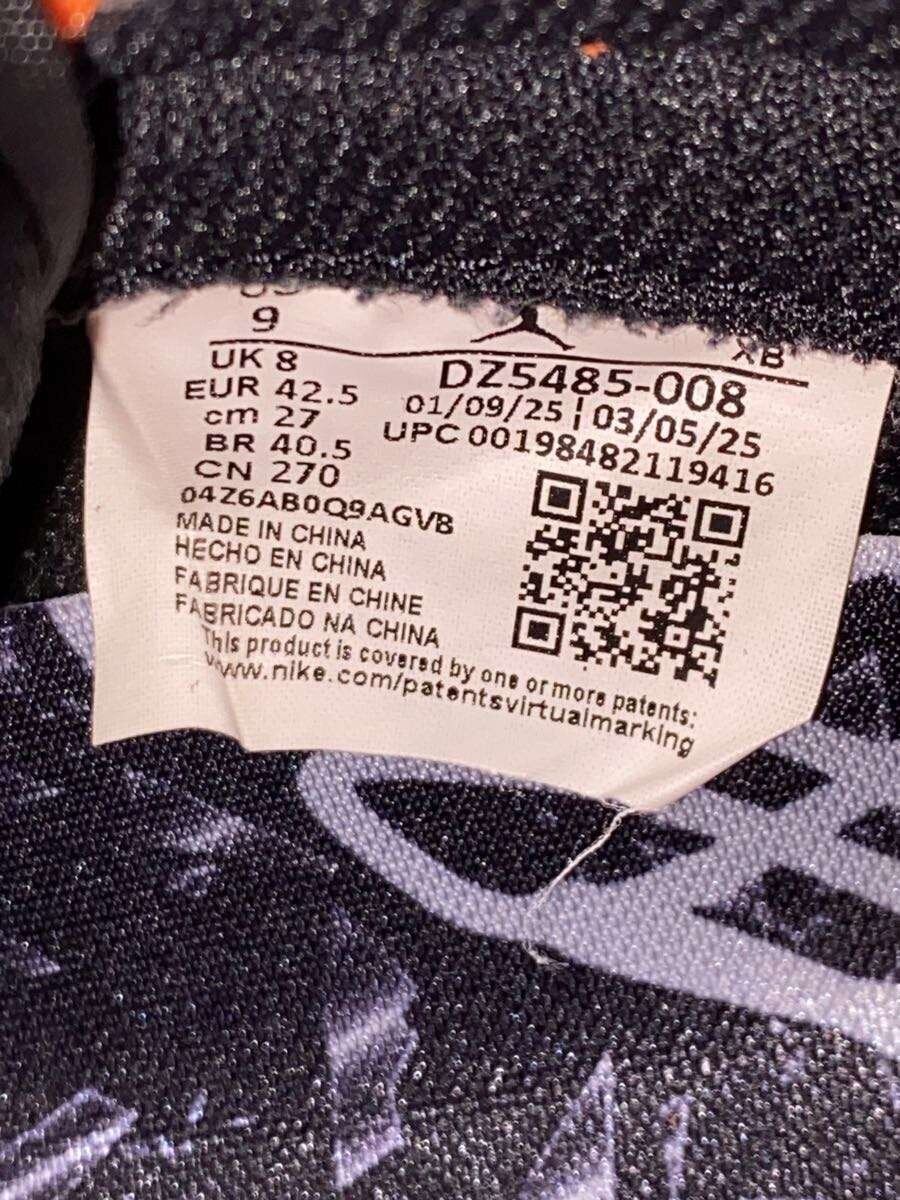 9
XB
UK 8
EUR 42.5
cm 27
BR 40.5
CN 270
DZ5485-008
01/09/25 ¦ 03/05/25
UPC 00198482119416
04Z6AB0Q9AGVB
MADE IN CHINA
HECHO EN CHINA
FABRIQUE EN CHINE
FABRICADO NA CHINA
This product is covered by one or more patents:
www.nike.com/patentsvirtualmarking